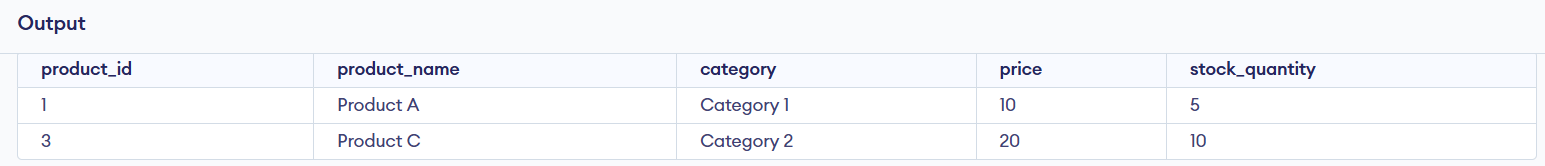 Output
product_id product_name category price stock_quantity
1 Product A Category 1 10 5
3 Product C Category 2 20 10